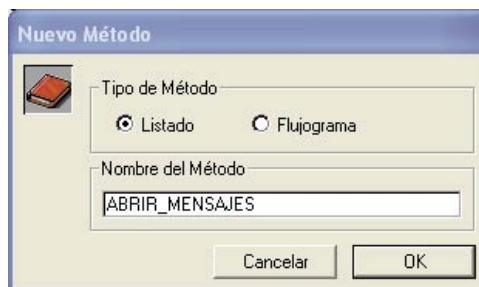 Nuevo Método
Tipo de Método
Listado Flujograma
Nombre del Método
ABRIR_MENSAJES
Cancelar OK